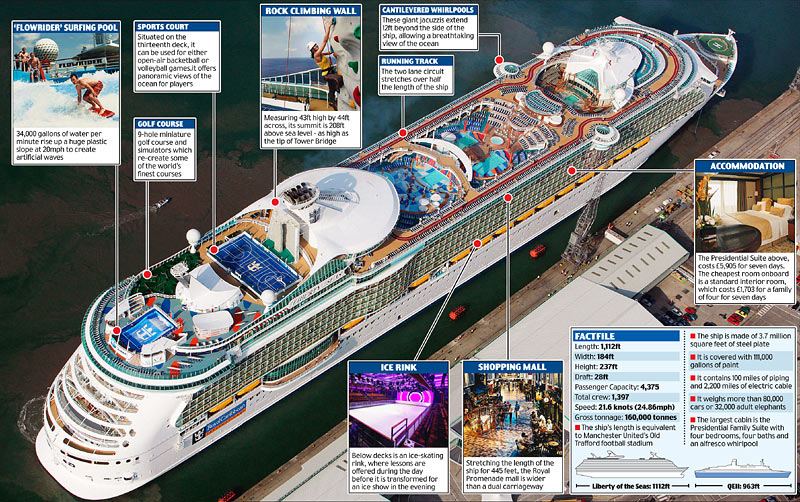 'FLOWRIDER' SURFING POOL
34,000 gallons of water per
minute rise up a huge plastic
slope at 20mph to create
artificial waves
SPORTS COURT
Situated on the
thirteenth deck, it
can be used for either
open-air backetball or
volleyball games.it offers
panoramic views of the
ocean for players
GOLF COURSE
9-hole miniature
golf course and
simulators which
re-create some
of the world's
finest courses
ROCK CLIMBING WALL
Measuring 43ft high by 44ft
across, its summit is 208ft
above sea level - as high as
the tip of Tower Bridge
CANTILEVERED WHIRLPOOLS
These giant jacuzzis extend
12ft beyond the side of the
ship, allowing a breathtaking
view of the ocean
RUNNING TRACK
The two lane circuit
stretches over half
the length of the ship
ACCOMMODATION
The Presidential Suite above,
costs £5,905 for seven days.
The cheapest room onboard
is a standard interior room,
which costs £1,703 for a family
of four for seven days
ICE RINK
Below decks is an ice-skating
rink, where lessons are
offered during the day
before it is transformed for
an ice show in the evening
SHOPPING MALL
Stretching the length of the
ship for 445 feet, the Royal
Promenade mall is wider
than a dual carriageway
FACTFILE
Length: 1,112ft
Width: 184ft
Height: 237ft
Draft: 28ft
Passenger Capacity: 4,375
Total crew: 1,397
Speed: 21.6 knots (24.86mph)
Gross tonnage: 160,000 tonnes
The ship's length is equivalent
to Manchester United's Old
Trafford football stadium
The ship is made of 3.7 million
square feet of steel plate
It is covered with 111,000
gallons of paint
It contains 100 miles of piping
and 2,200 miles of electric cable
It weighs more than 80,000
cars or 32,000 adult elephants
The largest cabin is the
Presidential Family Suite with
four bedrooms, four baths and
an alfresco whirlpool
Liberty of the Seas: 1112ft
QEII: 963ft